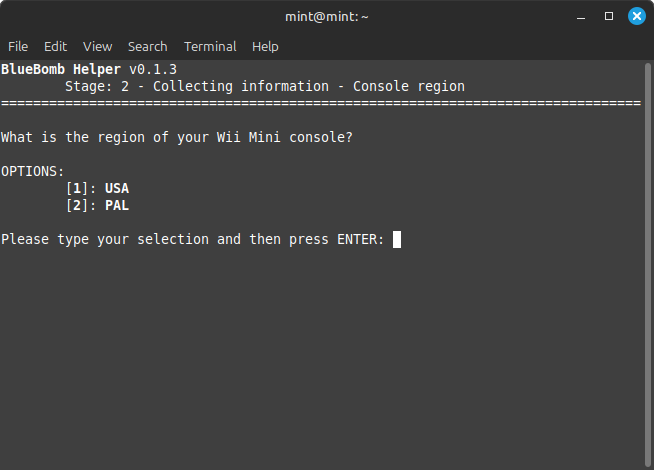 mint@mint:~
File Edit View Search Terminal Help
BlueBomb Helper v0.1.3
Stage: 2 - Collecting information - Console region
================================================================================
What is the region of your Wii Mini console?
OPTIONS:
[1]: USA
[2]: PAL
Please type your selection and then press ENTER: